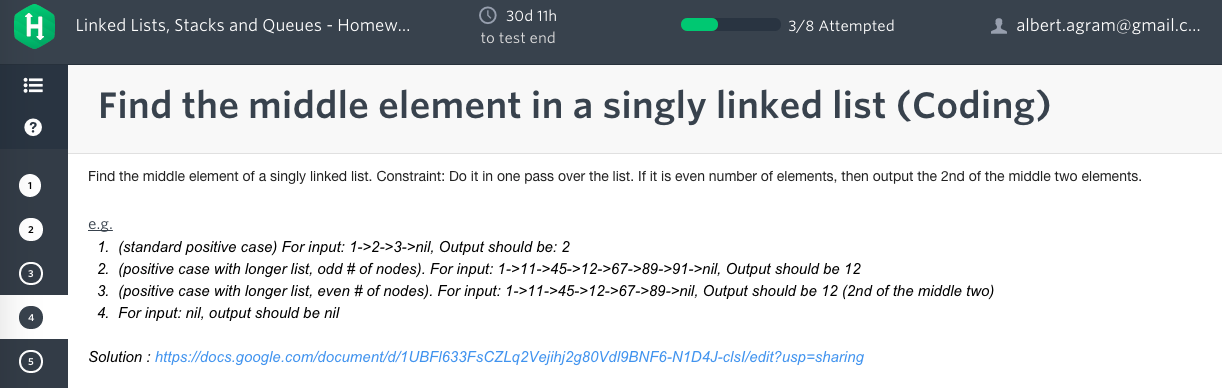 Linked Lists, Stacks and Queues - Homew...
30d 11h
to test end
3/8 Attempted
albert.agram@gmail.c...
Find the middle element in a singly linked list (Coding)
Find the middle element of a singly linked list. Constraint: Do it in one pass over the list. If it is even number of elements, then output the 2nd of the middle two elements.
e.g.
1. (standard positive case) For input: 1->2->3->nil, Output should be: 2
2. (positive case with longer list, odd # of nodes). For input: 1->11->45->12->67->89->91->nil, Output should be 12
3. (positive case with longer list, even # of nodes). For input: 1->11->45->12->67->89->nil, Output should be 12 (2nd of the middle two)
4. For input: nil, output should be nil
Solution : https://docs.google.com/document/d/1UBFl633FsCZLq2Vejihj2g80Vdl9BNF6-N1D4J-clsI/edit?usp=sharing
H
?
1
2
3
4
5